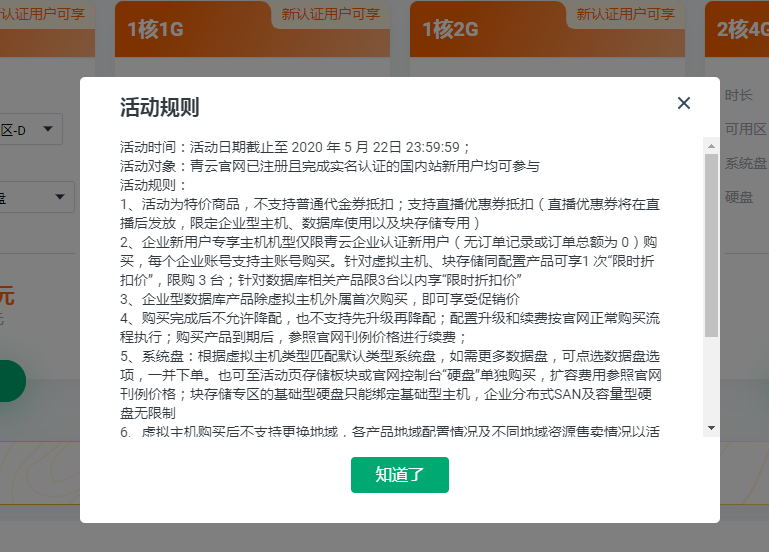 新认证用户可享
新认证用户可享
新认证用户可享
1核1G
1核2G
2核4G
活动规则
时长
可用区
系统盘
硬盘
区-D
盘
元
元
活动时间：活动日期截止至 2020 年 5 月 22日 23:59:59；
活动对象：青云官网已注册且完成实名认证的国内站新用户均可参与
活动规则：
1、活动为特价商品，不支持普通代金券抵扣；支持直播优惠券抵扣（直播优惠券将在直
播后发放，限定企业型主机、数据库使用以及块存储专用）
2、企业新用户专享主机机型仅限青云企业认证新用户（无订单记录或订单总额为 0）购
买，每个企业账号支持主账号购买。针对虚拟主机、块存储同配置产品可享1 次“限时折
扣价”，限购 3 台；针对数据库相关产品限3台以内享“限时折扣价”
3、企业型数据库产品除虚拟主机外属首次购买，即可享受促销价
4、购买完成后不允许降配，也不支持先升级再降配；配置升级和续费按官网正常购买流
程执行；购买产品到期后，参照官网刊例价格进行续费；
5、系统盘：根据虚拟主机类型匹配默认类型系统盘，如需更多数据盘，可点选数据盘选
项，一并下单。也可至活动页存储板块或官网控制台“硬盘”单独购买，扩容费用参照官网
刊例价格；块存储专区的基础型硬盘只能绑定基础型主机，企业分布式SAN及容量型硬
盘无限制
6、虚拟主机购买后不支持更换地域，各产品地域配置情况及不同地域资源售卖情况以活
知道了